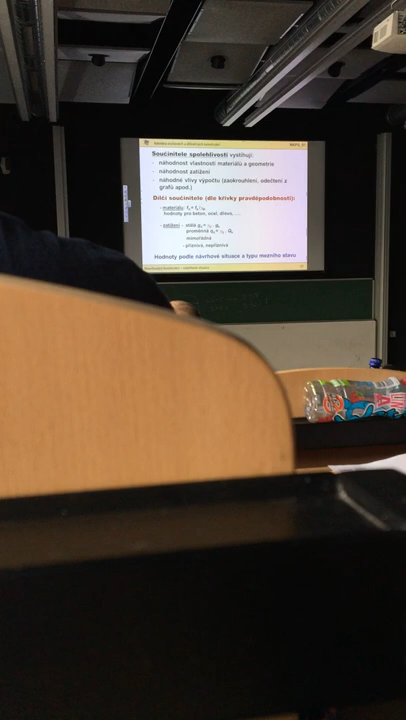 Součinitele spolehlivosti vystihují:
- náhodnost vlastností materiálů a geometrie
- náhodnost zatížení
- náhodné vlivy výpočtu (zaokrouhlení, odečtení z
grafů apod.)
Dílčí součinitele (dle křivky pravděpodobnosti):
- materiálu:
hodnoty pro beton, ocel, dřevo, ...
- zatížení - stálá
proměnná
mimořádná
- příznivá, nepříznivá
Hodnoty podle návrhové situace a typu mezního stavu